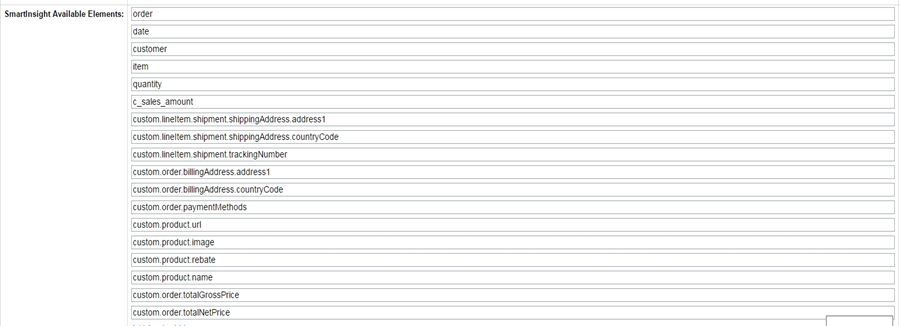 SmartInsight Available Elements:
order
date
customer
item
quantity
c_sales_amount
custom.lineItem.shipment.shippingAddress.address1
custom.lineItem.shipment.shippingAddress.countryCode
custom.lineItem.shipment.trackingNumber
custom.order.billingAddress.address1
custom.order.billingAddress.countryCode
custom.order.paymentMethods
custom.product.url
custom.product.image
custom.product.rebate
custom.product.name
custom.order.totalGrossPrice
custom.order.totalNetPrice